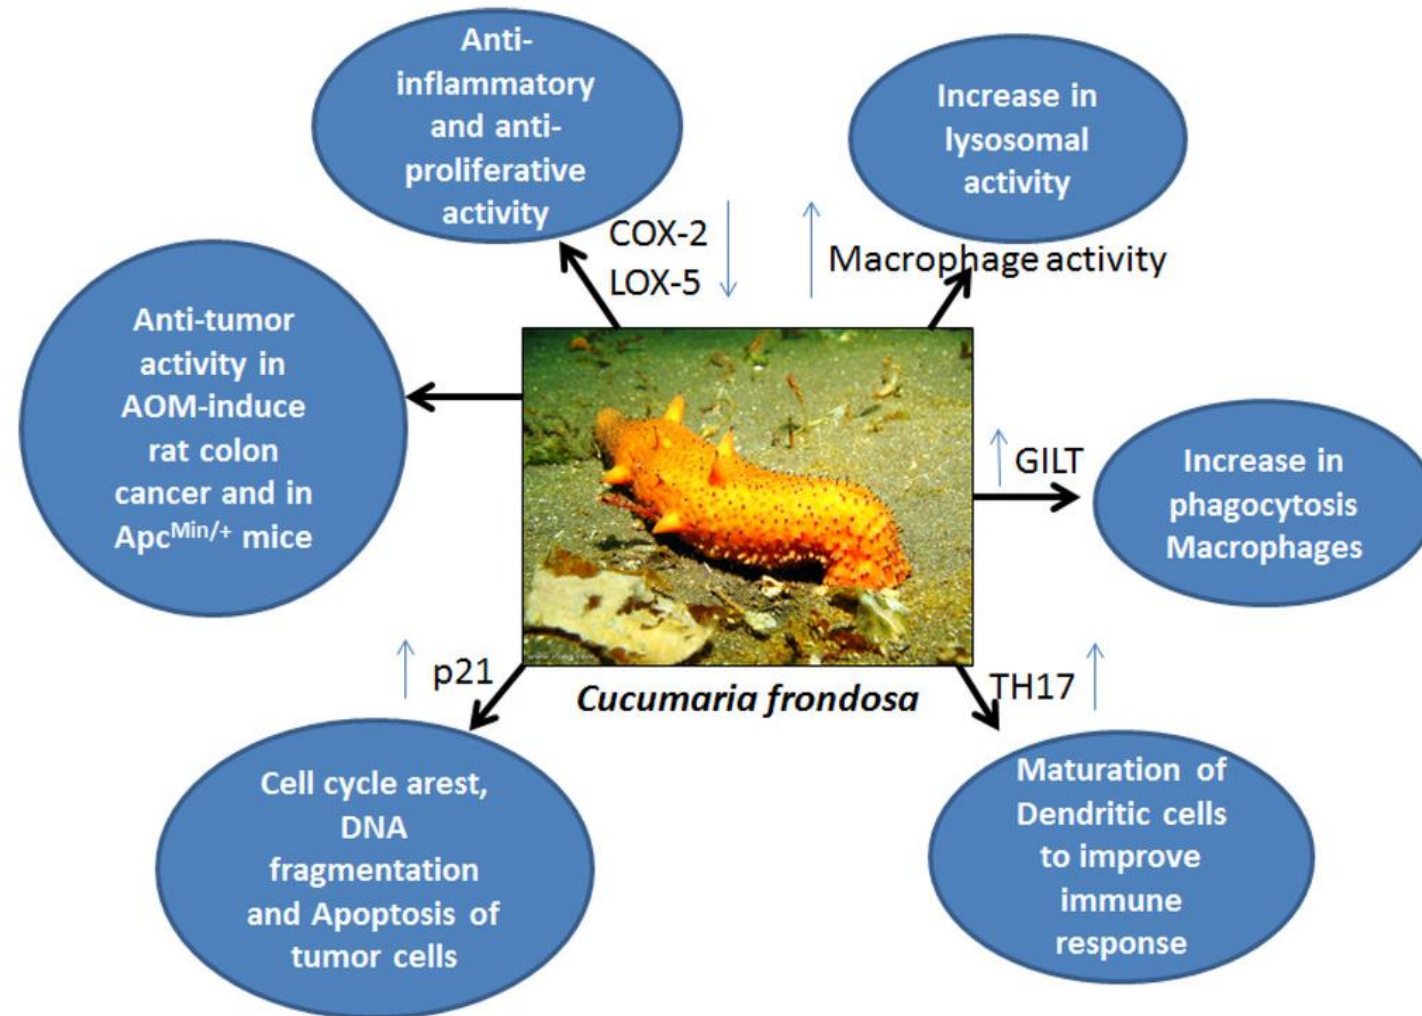 Anti-
inflammatory
and anti-
proliferative
activity
Increase in
lysosomal
activity
COX-2
LOX-5
Macrophage activity
Anti-tumor
activity in
AOM-induce
rat colon
cancer and in
Apc^Min/+ mice
GILT
Increase in
phagocytosis
Macrophages
p21
Cucumaria frondosa
TH17
Cell cycle arest,
DNA
fragmentation
and Apoptosis of
tumor cells
Maturation of
Dendritic cells
to improve
immune
response